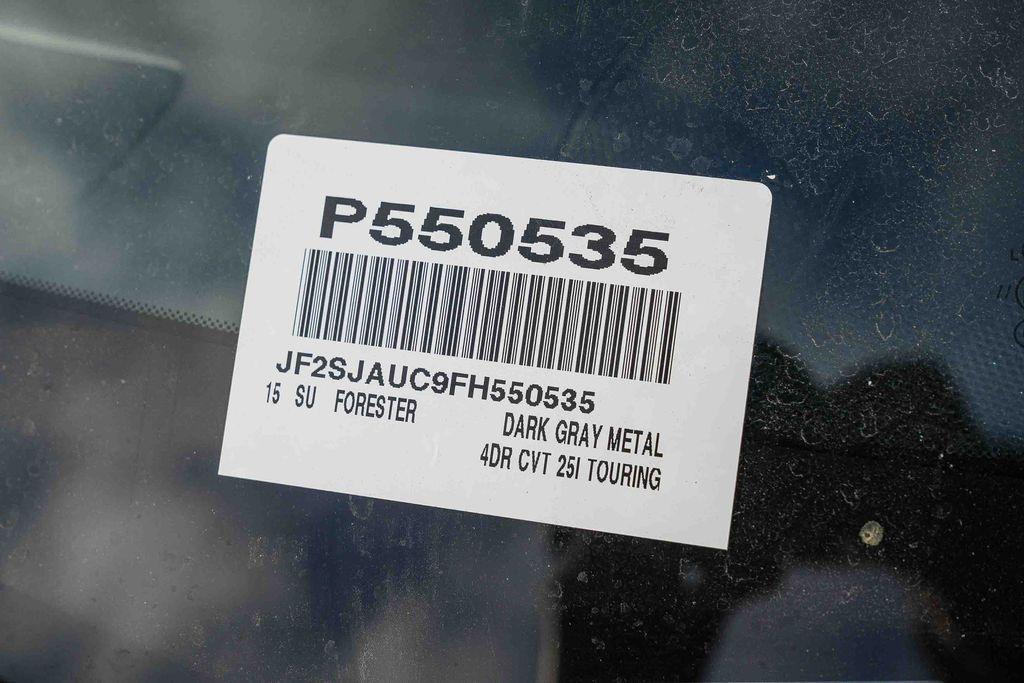 P550535
JF2SJAUC9FH550535
15 SU FORESTER
DARK GRAY METAL
4DR CVT 25I TOURING